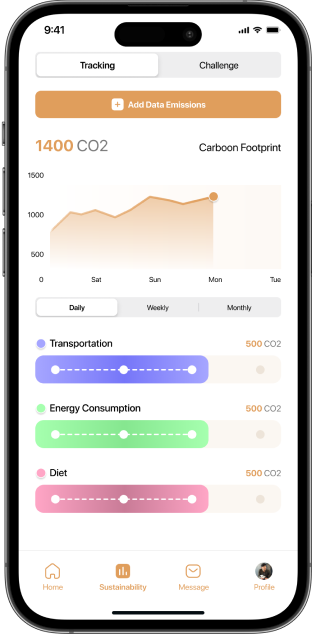 9:41
Tracking Challenge
+ Add Data Emissions
1400 CO2 Carboon Footprint
1500
1000
500
0 Sat Sun Mon Tue
Daily Weekly Monthly
Transportation 500 CO2
Energy Consumption 500 CO2
Diet 500 CO2
Home Sustainability Message Profile